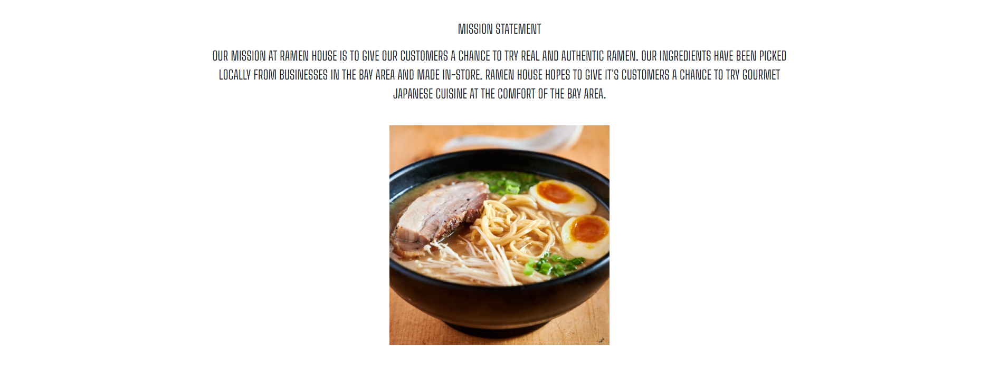 MISSION STATEMENT
OUR MISSION AT RAMEN HOUSE IS TO GIVE OUR CUSTOMERS A CHANCE TO TRY REAL AND AUTHENTIC RAMEN. OUR INGREDIENTS HAVE BEEN PICKED
LOCALLY FROM BUSINESSES IN THE BAY AREA AND MADE IN-STORE. RAMEN HOUSE HOPES TO GIVE IT'S CUSTOMERS A CHANCE TO TRY GOURMET
JAPANESE CUISINE AT THE COMFORT OF THE BAY AREA.